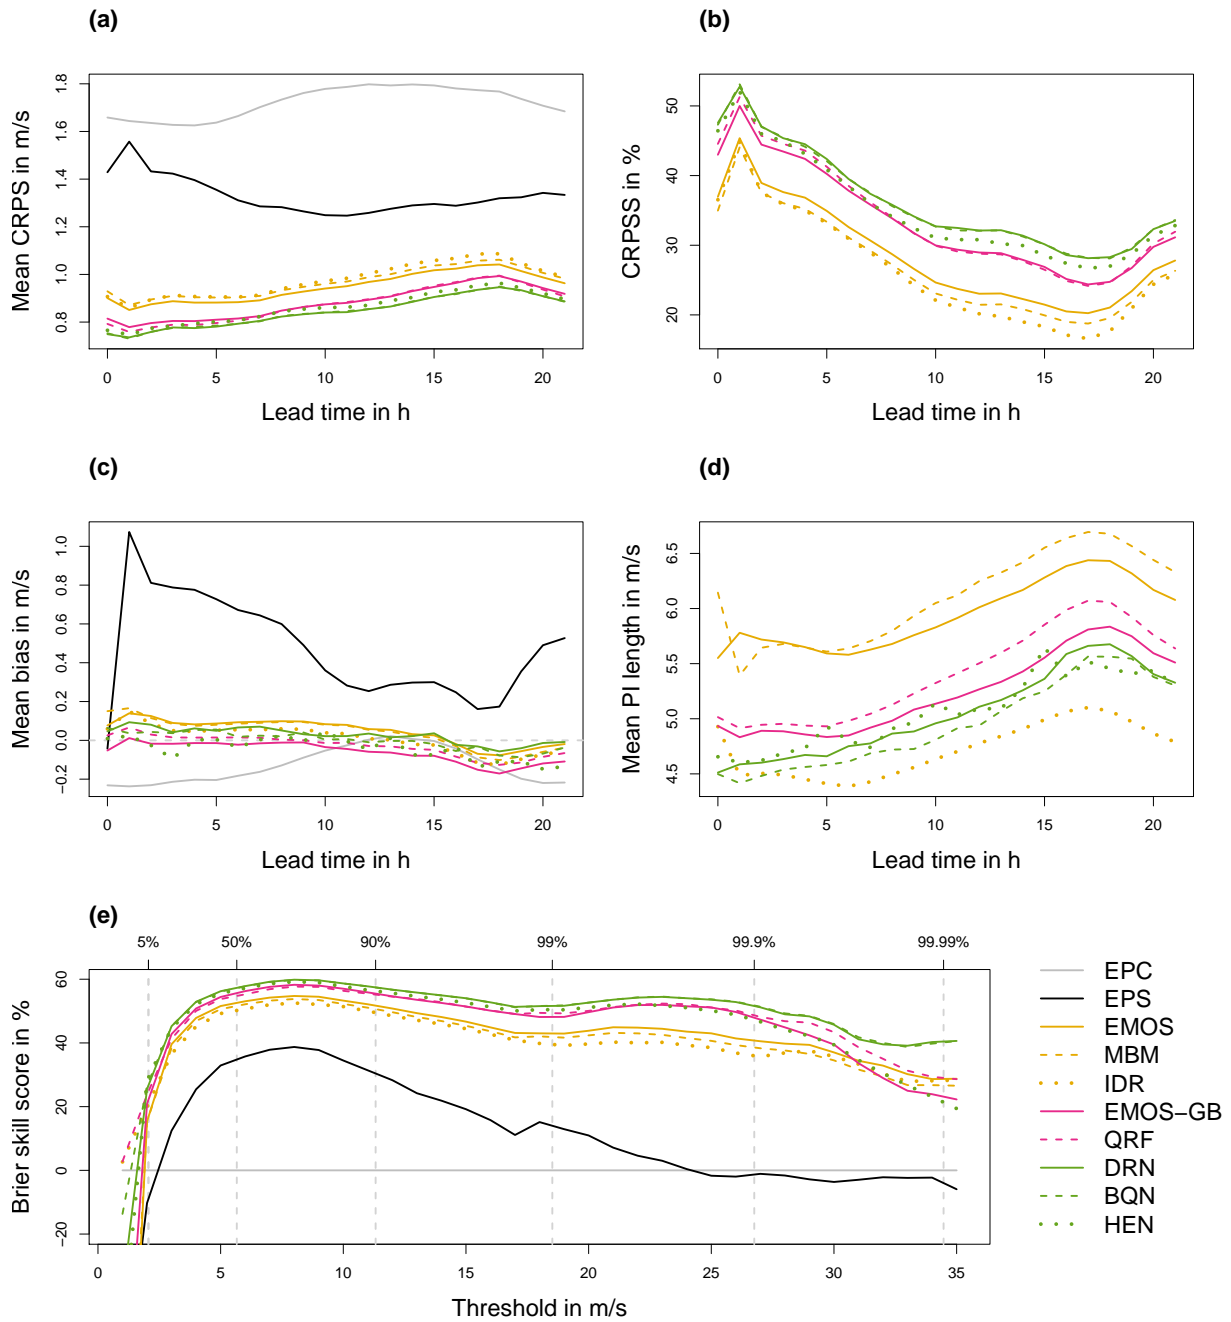 (a)
Mean CRPS in m/s
0.8 1.0 1.2 1.4 1.6 1.8
0 5 10 15 20
Lead time in h
(b)
CRPSS in %
20 30 40 50
0 5 10 15 20
Lead time in h
(c)
Mean bias in m/s
−0.2 0.0 0.2 0.4 0.6 0.8 1.0
0 5 10 15 20
Lead time in h
(d)
Mean PI length in m/s
4.5 5.0 5.5 6.0 6.5
0 5 10 15 20
Lead time in h
(e)
5% 50% 90% 99% 99.9% 99.99%
Brier skill score in %
−20 0 20 40 60
0 5 10 15 20 25 30 35
Threshold in m/s
EPC
EPS
EMOS
MBM
IDR
EMOS−GB
QRF
DRN
BQN
HEN